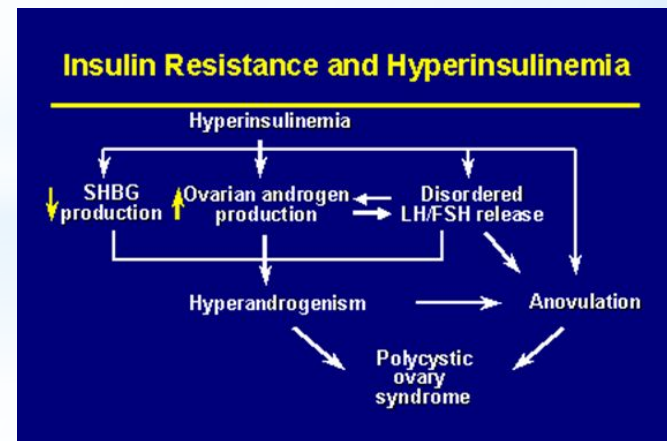 Insulin Resistance and Hyperinsulinemia
Hyperinsulinemia
SHBG
production
Ovarian androgen
production
Disordered
LH/FSH release
Hyperandrogenism
Anovulation
Polycystic
ovary
syndrome